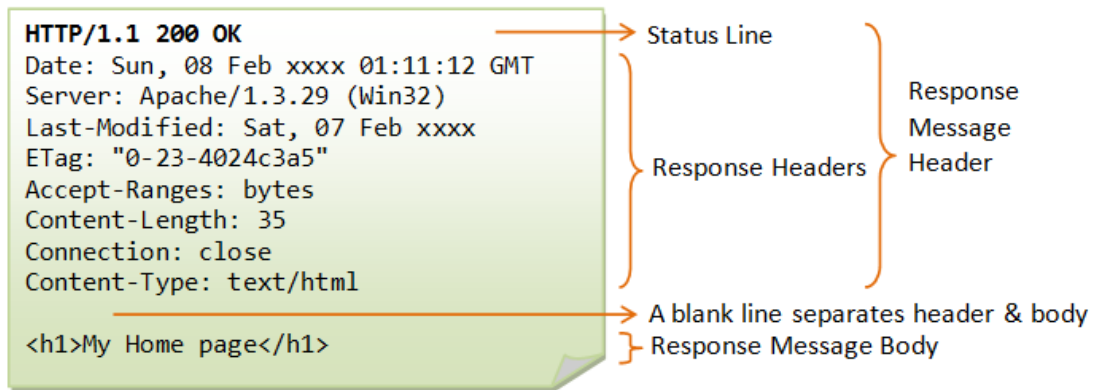 HTTP/1.1 200 OK
Date: Sun, 08 Feb xxxx 01:11:12 GMT
Server: Apache/1.3.29 (Win32)
Last-Modified: Sat, 07 Feb xxxx
ETag: "0-23-4024c3a5"
Accept-Ranges: bytes
Content-Length: 35
Connection: close
Content-Type: text/html
<h1>My Home page</h1>
Status Line
Response Headers
Response
Message
Header
A blank line separates header & body
Response Message Body